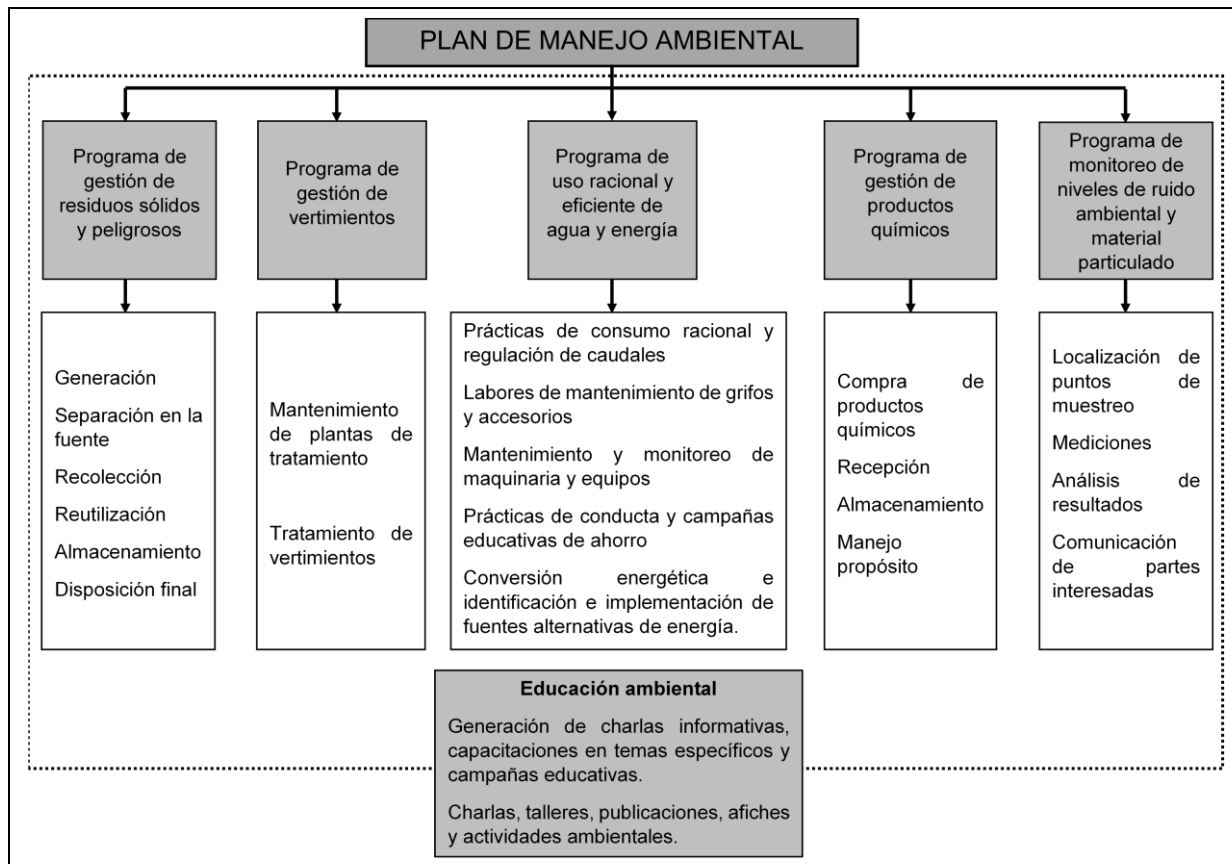 PLAN DE MANEJO AMBIENTAL
Programa de
gestión de
residuos sólidos
y peligrosos
Programa de
gestión de
vertimientos
Programa de
uso racional y
eficiente de
agua y energía
Programa de
gestión de
productos
químicos
Programa de
monitoreo de
niveles de ruido
ambiental y
material
particulado
Generación
Separación en la
fuente
Recolección
Reutilización
Almacenamiento
Disposición final
Mantenimiento
de plantas de
tratamiento
Tratamiento de
vertimientos
Prácticas de consumo racional y
regulación de caudales
Labores de mantenimiento de grifos
y accesorios
Mantenimiento y monitoreo de
maquinaria y equipos
Prácticas de conducta y campañas
educativas de ahorro
Conversión energética e
identificación e implementación de
fuentes alternativas de energía.
Compra de
productos
químicos
Recepción
Almacenamiento
Manejo
propósito
Localización de
puntos de
muestreo
Mediciones
Análisis de
resultados
Comunicación
de partes
interesadas
Educación ambiental
Generación de charlas informativas,
capacitaciones en temas específicos y
campañas educativas.
Charlas, talleres, publicaciones, afiches
y actividades ambientales.